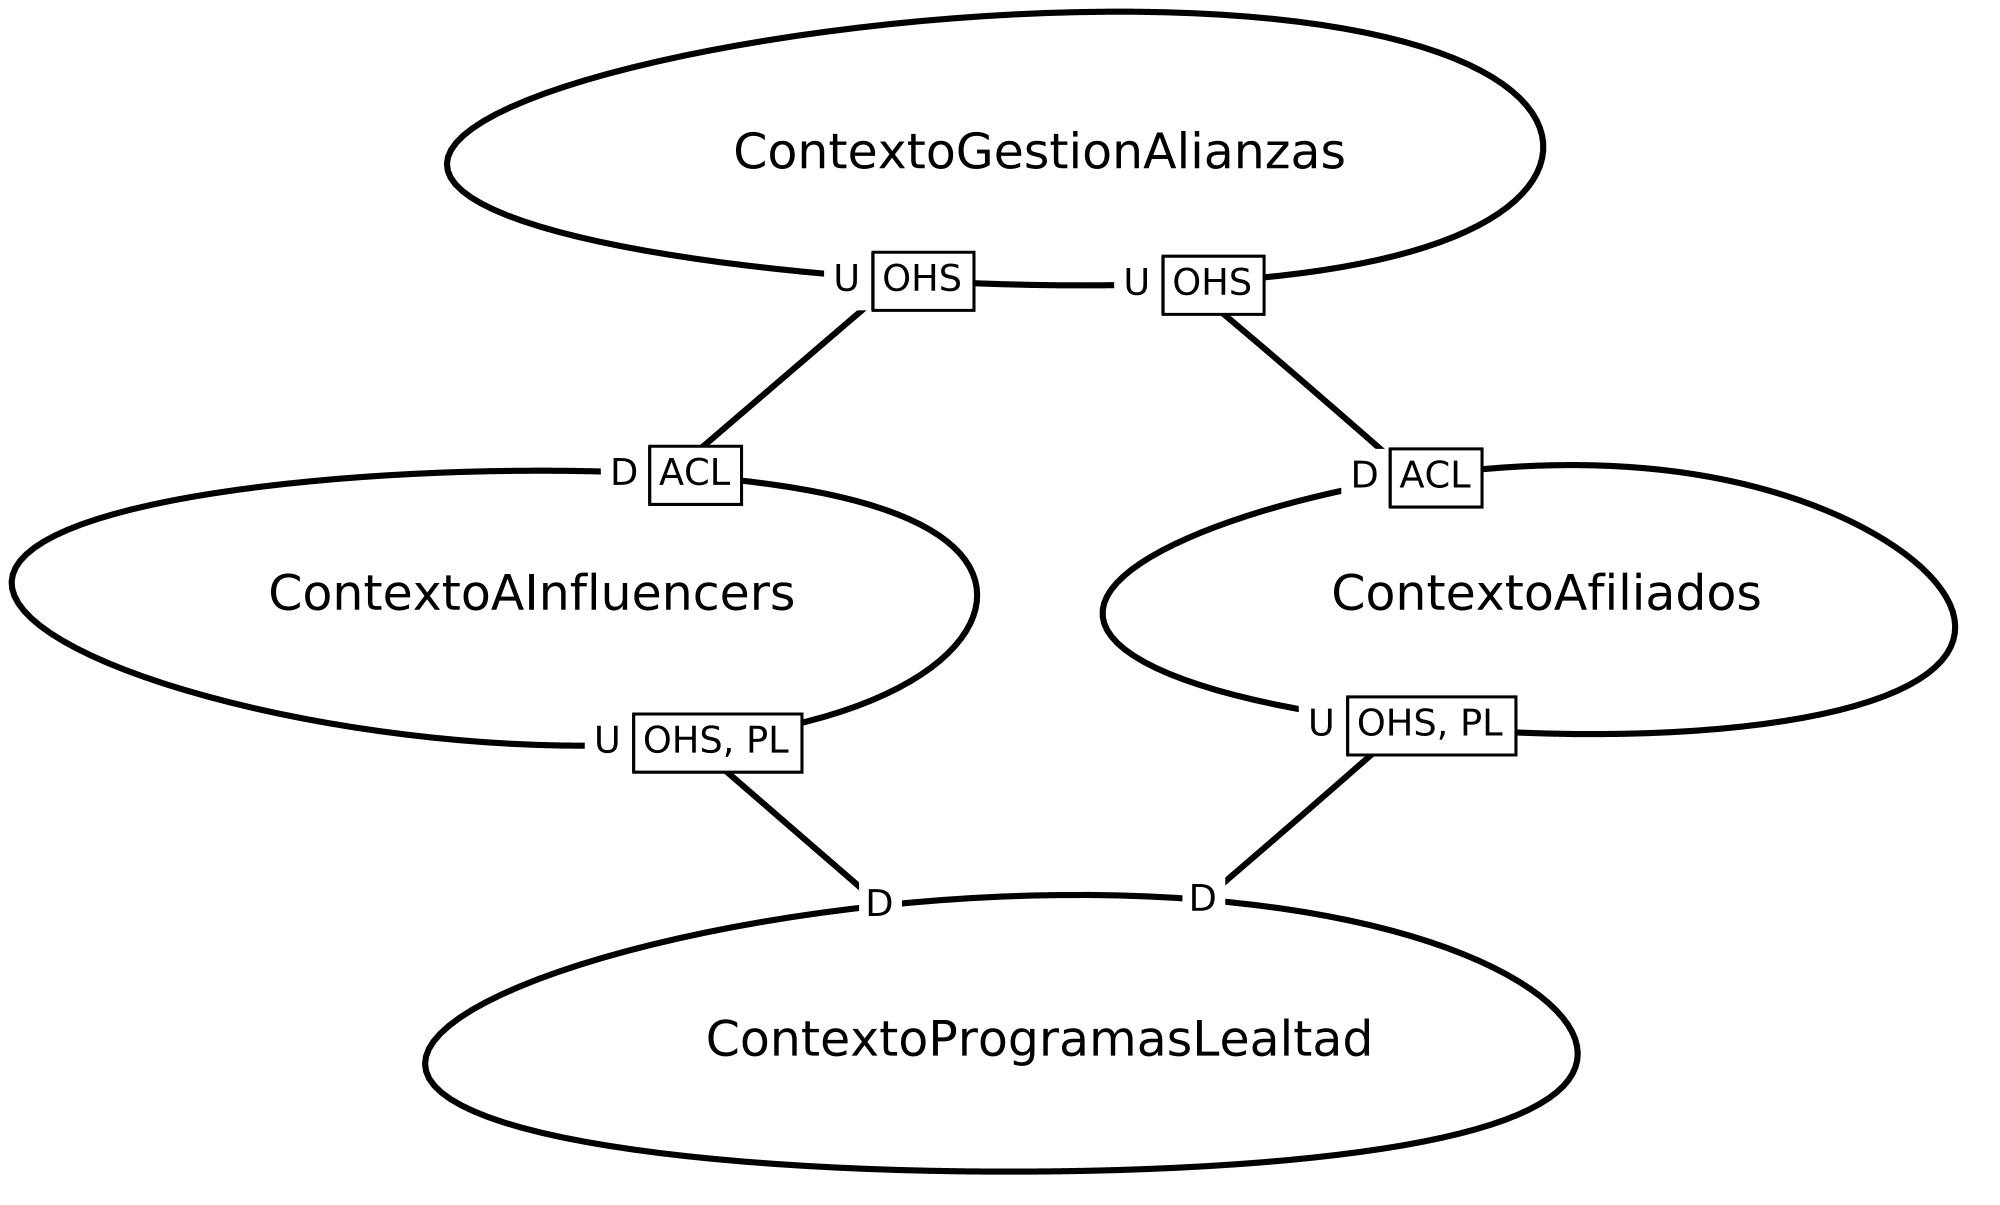 ContextoGestionAlianzas
U OHS
U OHS
D ACL
D ACL
ContextoAInfluencers
ContextoAfiliados
U OHS, PL
U OHS, PL
D
D
ContextoProgramasLealtad